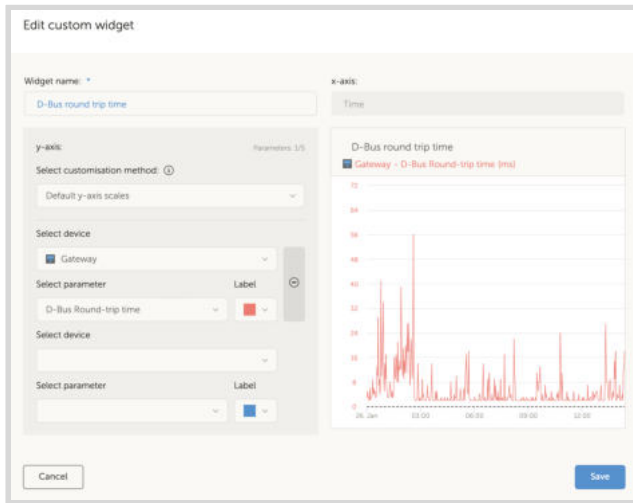 Edit custom widget
Widget name: *
D-Bus round trip time
y-axis:
Parameters: 1/5
Select customisation method:
Default y-axis scales
Select device
Gateway
Select parameter
Label
D-Bus Round-trip time
Select device
Select parameter
Label
x-axis:
Time
D-Bus round trip time
Gateway - D-Bus Round-trip time (ms)
72
64
56
48
40
32
24
16
8
0
26. Jan
03:00
06:00
09:00
12:00
Cancel
Save